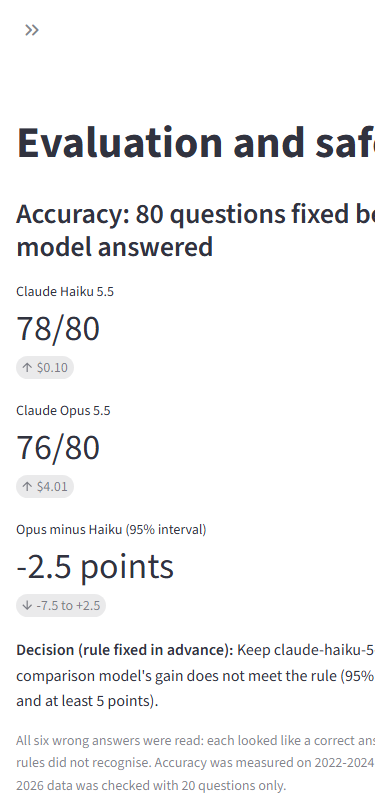 »
Evaluation and safe
Accuracy: 80 questions fixed be
model answered
Claude Haiku 5.5
78/80
↑ $0.10
Claude Opus 5.5
76/80
↑ $4.01
Opus minus Haiku (95% interval)
-2.5 points
↓ -7.5 to +2.5
Decision (rule fixed in advance): Keep claude-haiku-5
comparison model's gain does not meet the rule (95%
and at least 5 points).
All six wrong answers were read: each looked like a correct ans
rules did not recognise. Accuracy was measured on 2022-2024
2026 data was checked with 20 questions only.